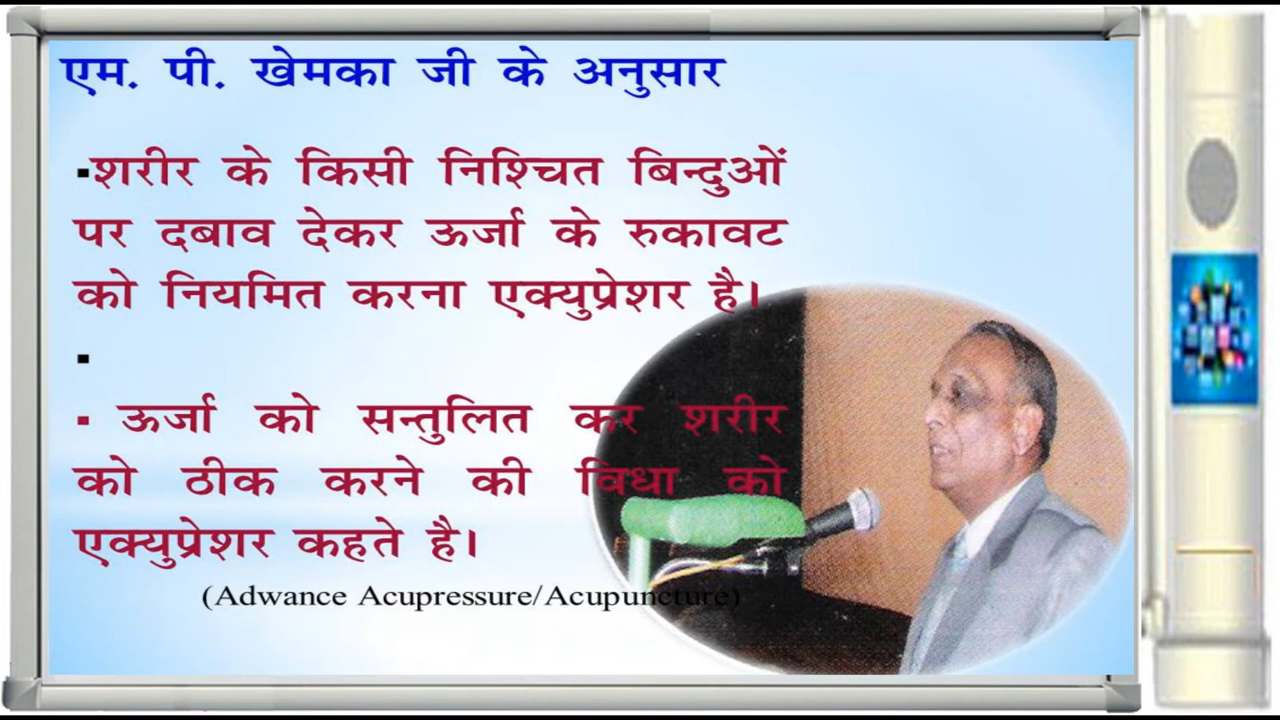 एम. पी. खेमका जी के अनुसार
▪शरीर के किसी निश्चित बिन्दुओं
पर दबाव देकर ऊर्जा के रुकावट
को नियमित करना एक्युप्रेशर है।
▪
▪ ऊर्जा को सन्तुलित कर शरीर
को ठीक करने की विधा को
एक्युप्रेशर कहते है।
(Adwance Acupressure/Acupuncture)